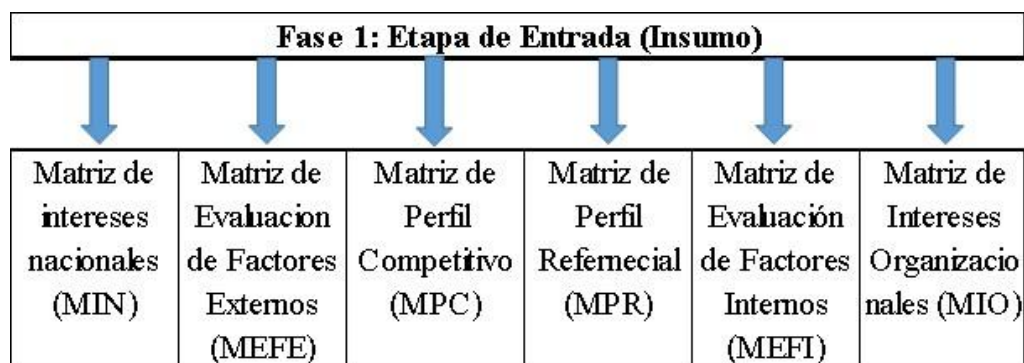 Fase 1: Etapa de Entrada (Insumo)
Matriz de
intereses
nacionales
(MIN)
Matriz de
Evaluacion
de Factores
Externos
(MEFE)
Matriz de
Perfil
Competitivo
(MPC)
Matriz de
Perfil
Refernecial
(MPR)
Matriz de
Evaluación
de Factores
Internos
(MEFI)
Matriz de
Intereses
Organizacio
nales (MIO)